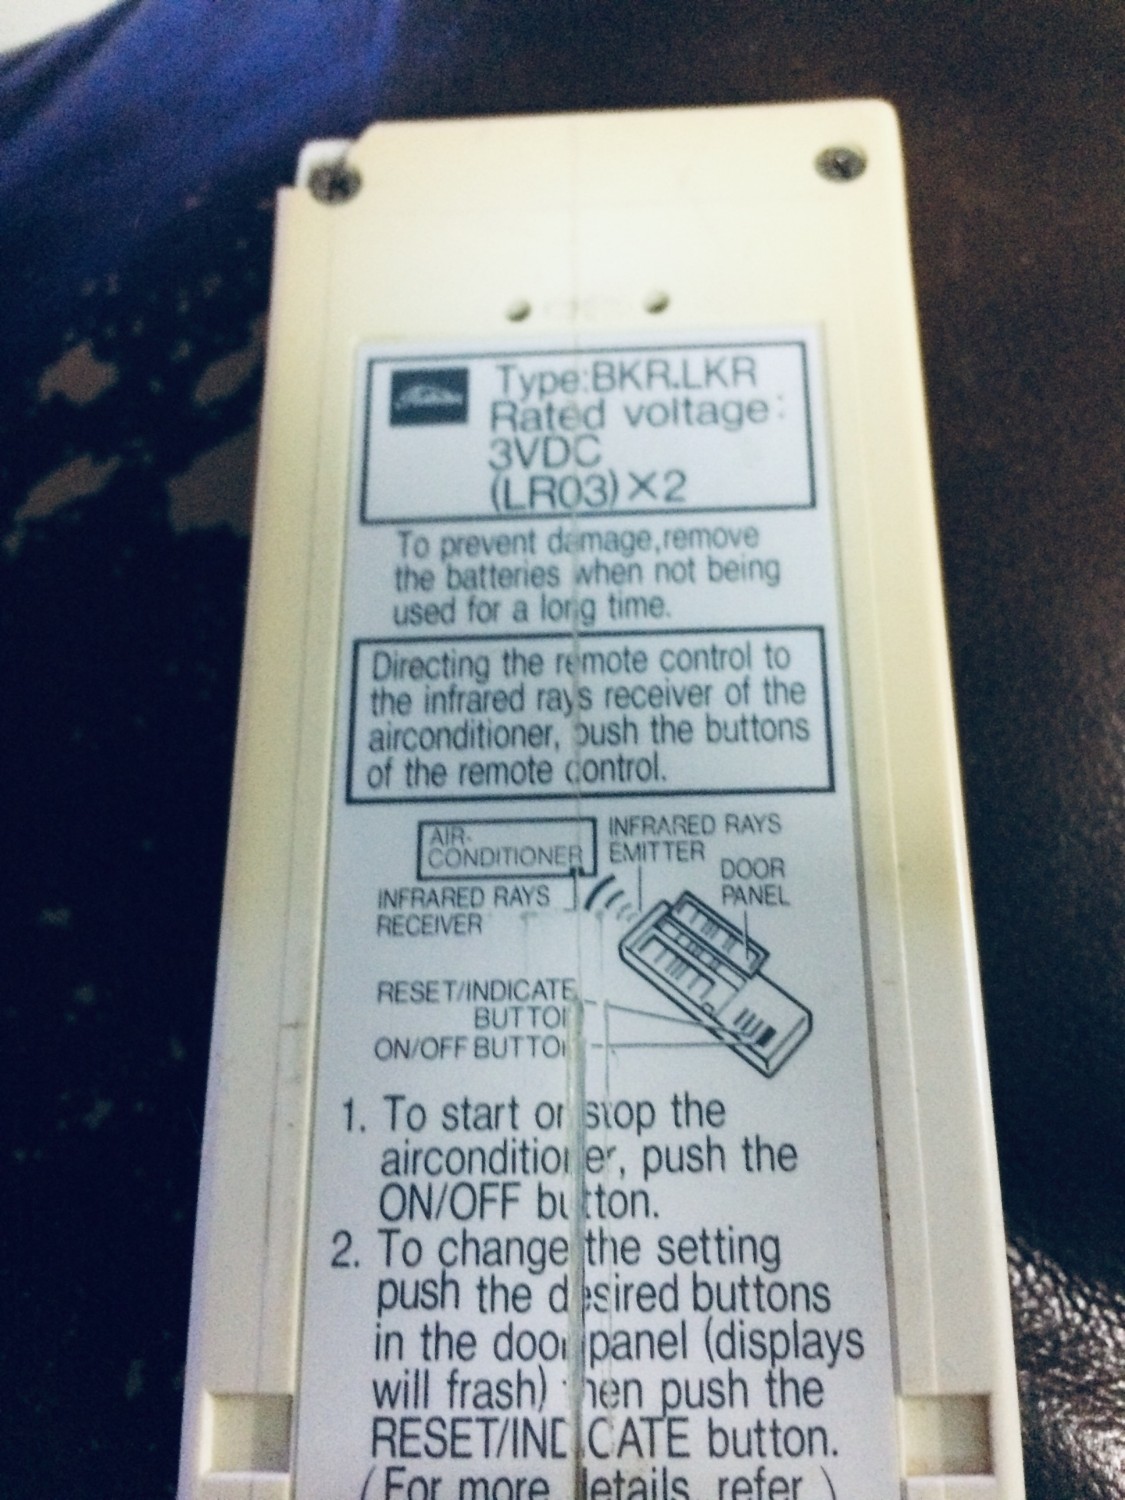 Type:BKR.LKR
Rated voltage:
3VDC
(LR03)×2
To prevent damage,remove
the batteries when not being
used for a long time.
Directing the remote control to
the infrared rays receiver of the
airconditioner, push the buttons
of the remote control.
AIR-
CONDITIONER
INFRARED RAYS
EMITTER
DOOR
PANEL
INFRARED RAYS
RECEIVER
RESET/INDICATE
BUTTON
ON/OFF BUTTON
1. To start or stop the
airconditioner, push the
ON/OFF button.
2. To change the setting
push the desired buttons
in the door panel (displays
will frash) then push the
RESET/INDICATE button.
(For more details, refer )